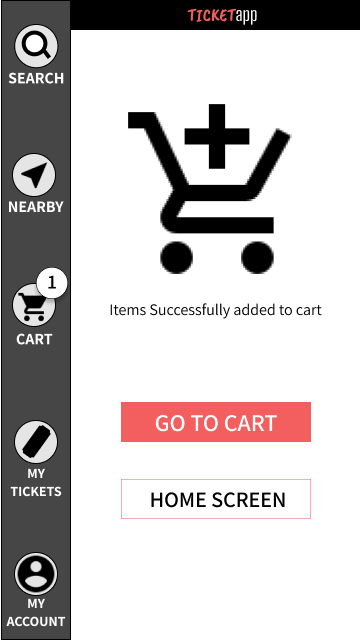 TICKETapp
SEARCH
NEARBY
1
CART
MY
TICKETS
MY
ACCOUNT
Items Successfully added to cart
GO TO CART
HOME SCREEN